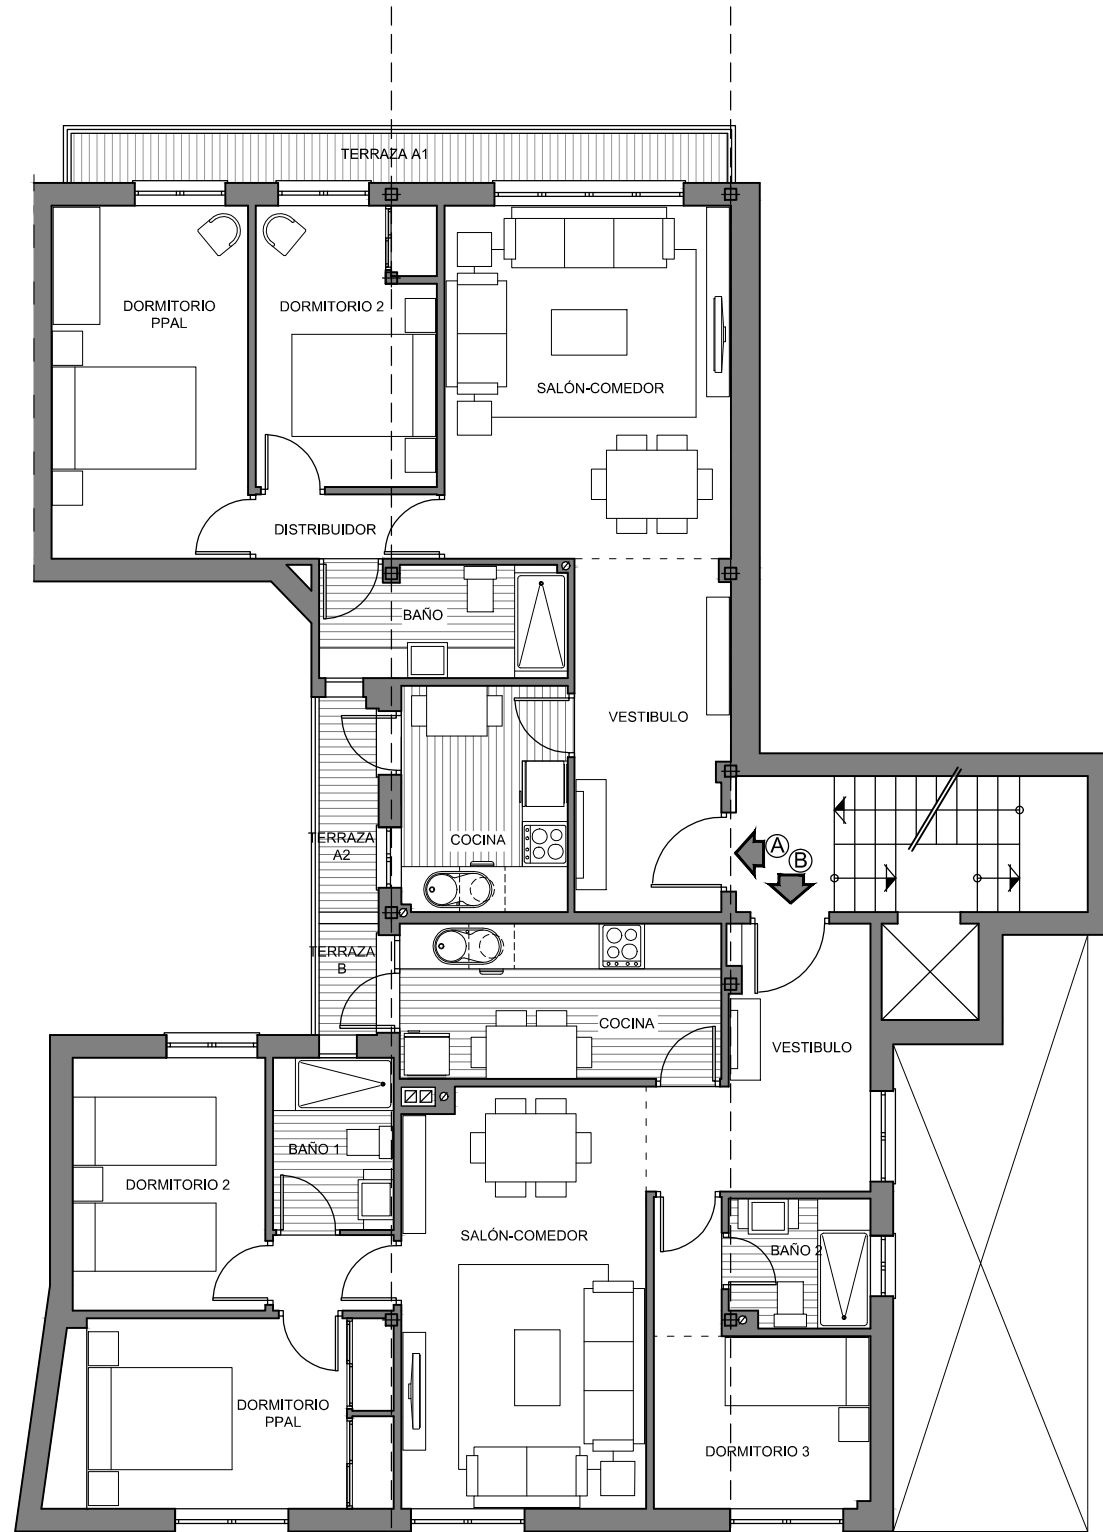 TERRAZA A1
DORMITORIO
PPAL
DORMITORIO 2
SALÓN-COMEDOR
DISTRIBUIDOR
BAÑO
VESTIBULO
TERRAZA
A2
COCINA
A
B
TERRAZA
B
COCINA
VESTIBULO
BAÑO 1
DORMITORIO 2
SALÓN-COMEDOR
BAÑO 2
DORMITORIO
PPAL
DORMITORIO 3